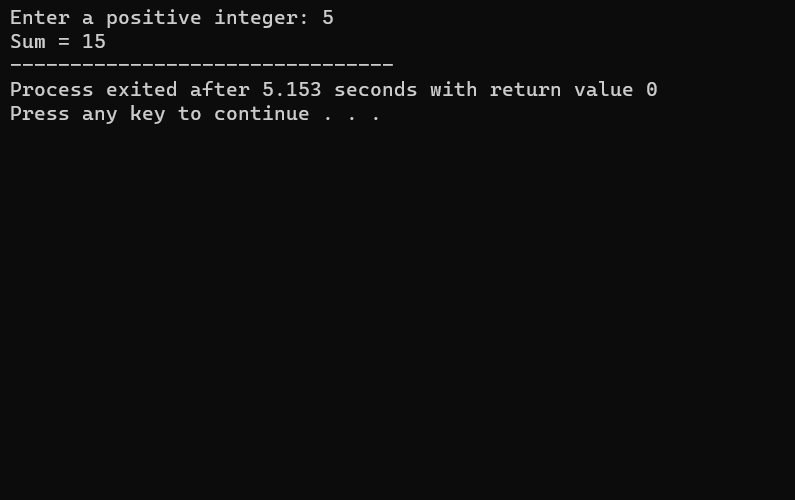 Enter a positive integer: 5
Sum = 15
--------------------------------
Process exited after 5.153 seconds with return value 0
Press any key to continue . . .